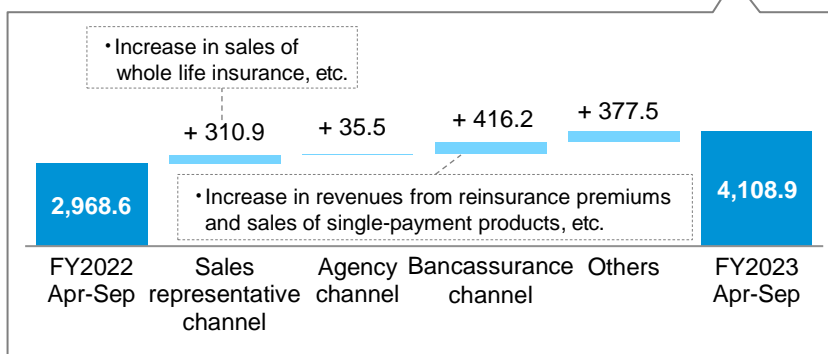 ・Increase in sales of
whole life insurance, etc.
+ 310.9
+ 35.5
+ 416.2
+ 377.5
2,968.6
・Increase in revenues from reinsurance premiums
and sales of single-payment products, etc.
4,108.9
FY2022
Apr-Sep
Sales
representative
channel
Agency
channel
Bancassurance
channel
Others
FY2023
Apr-Sep